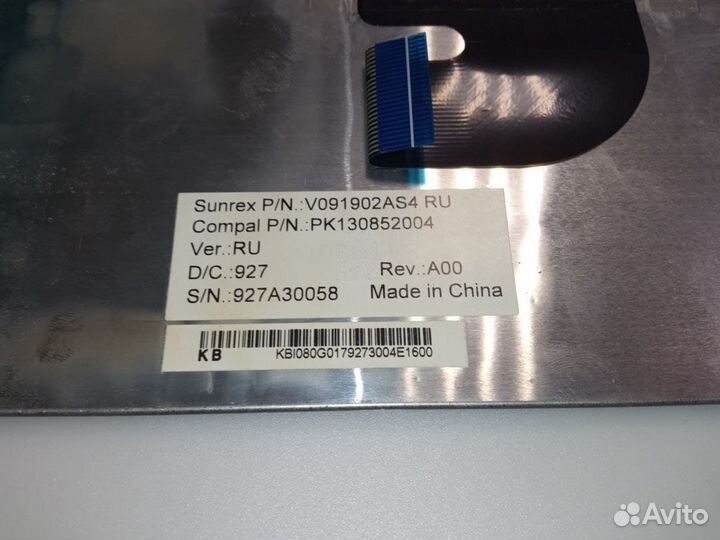 Sunrex P/N.:V091902AS4 RU
Compal P/N.:PK130852004
Ver.:RU
D/C.:927 Rev.:A00
S/N.:927A30058 Made in China
KB KBI080G0179273004E1600
Avito